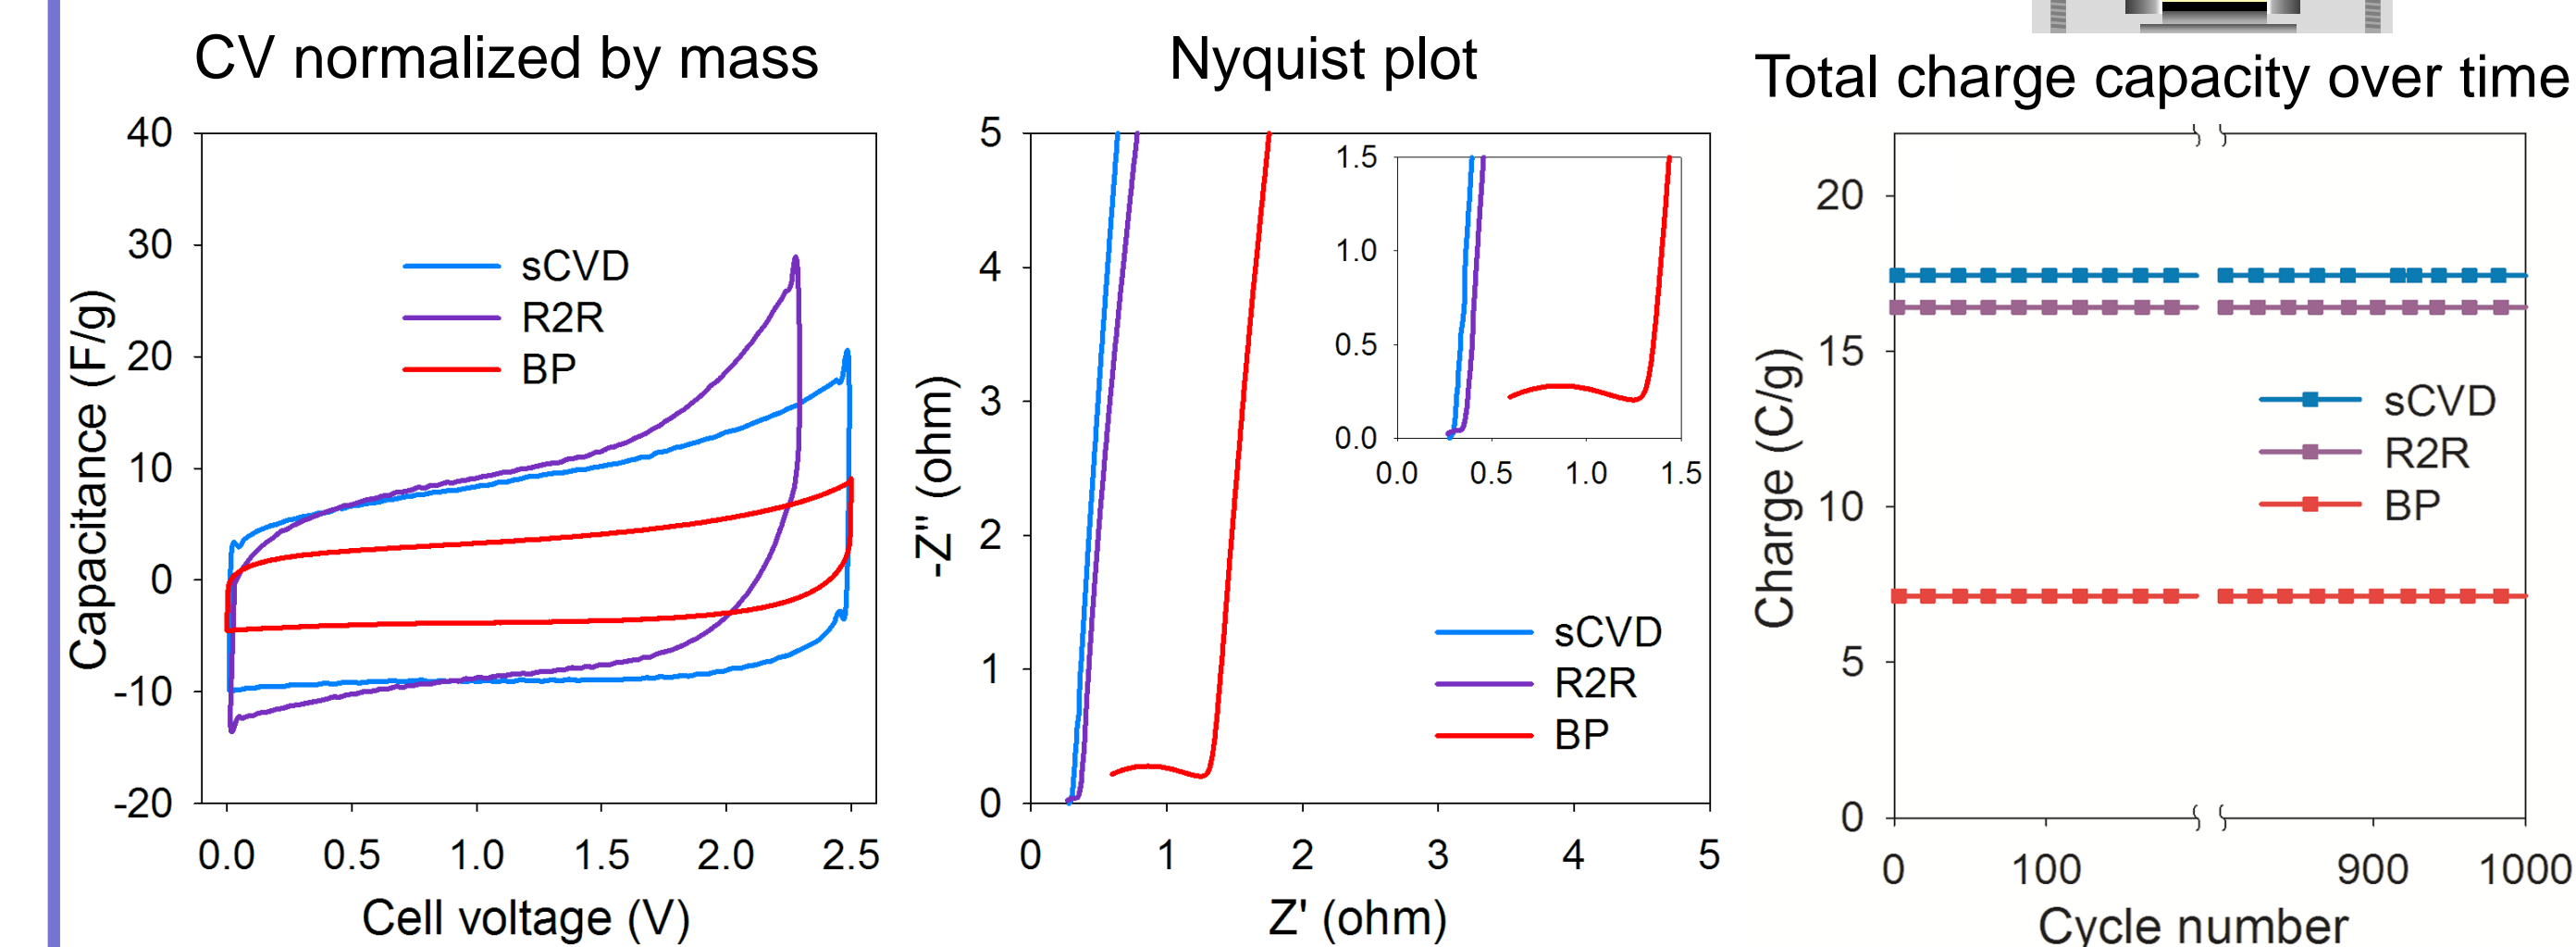 CV normalized by mass
40
30
20
10
0
-10
-20
Capacitance (F/g)
sCVD
R2R
BP
0.0 0.5 1.0 1.5 2.0 2.5
Cell voltage (V)
Nyquist plot
5
4
3
2
1
0
-Z" (ohm)
1.5
1.0
0.5
0.0
0.0 0.5 1.0 1.5
sCVD
R2R
BP
0 1 2 3 4 5
Z' (ohm)
Total charge capacity over time
20
15
10
5
0
Charge (C/g)
sCVD
R2R
BP
0 100 900 1000
Cycle number